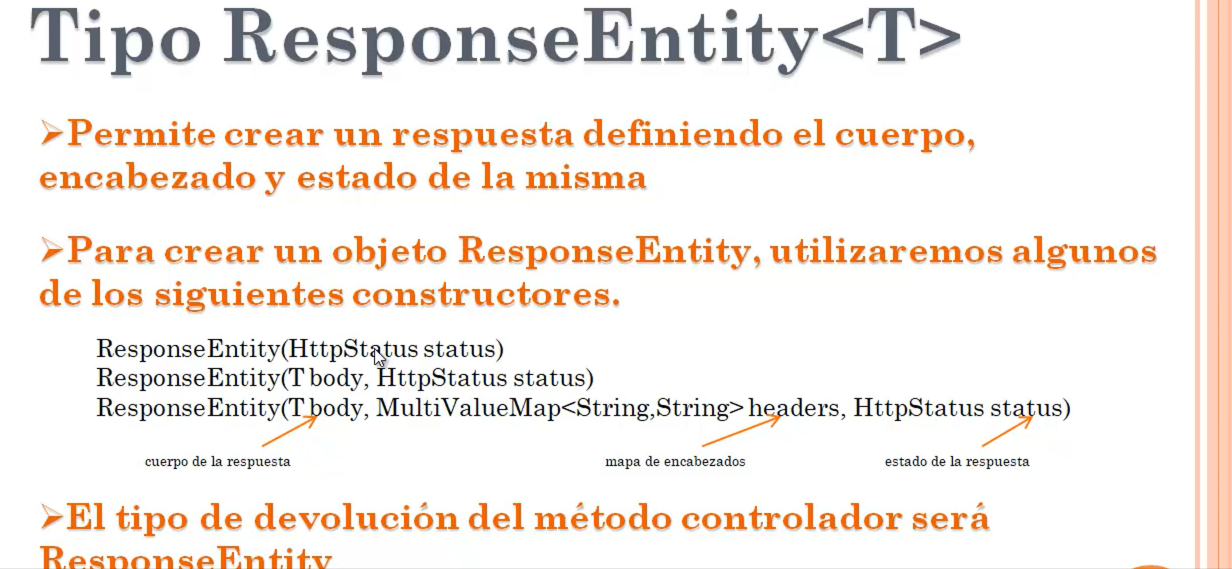 Tipo ResponseEntity<T>
➢Permite crear un respuesta definiendo el cuerpo,
encabezado y estado de la misma
➢Para crear un objeto ResponseEntity, utilizaremos algunos
de los siguientes constructores.
ResponseEntity(HttpStatus status)
ResponseEntity(T body, HttpStatus status)
ResponseEntity(T body, MultiValueMap<String,String> headers, HttpStatus status)
cuerpo de la respuesta mapa de encabezados estado de la respuesta
➢El tipo de devolución del método controlador será
ResponseEntity